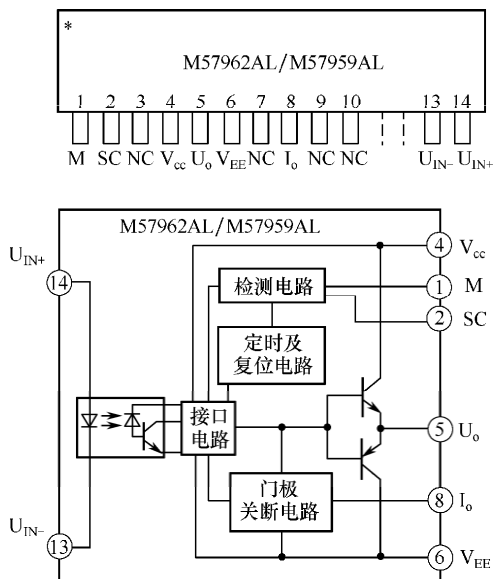 *
M57962AL/M57959AL
1 2 3 4 5 6 7 8 9 10 13 14
M SC NC Vcc Uo VEE NC Io NC NC UIN− UIN+
M57962AL/M57959AL
UIN+
14
4 Vcc
检测电路
1 M
2 SC
定时及
复位电路
接口
电路
5 Uo
门极
关断电路
8 Io
UIN−
13
6 VEE